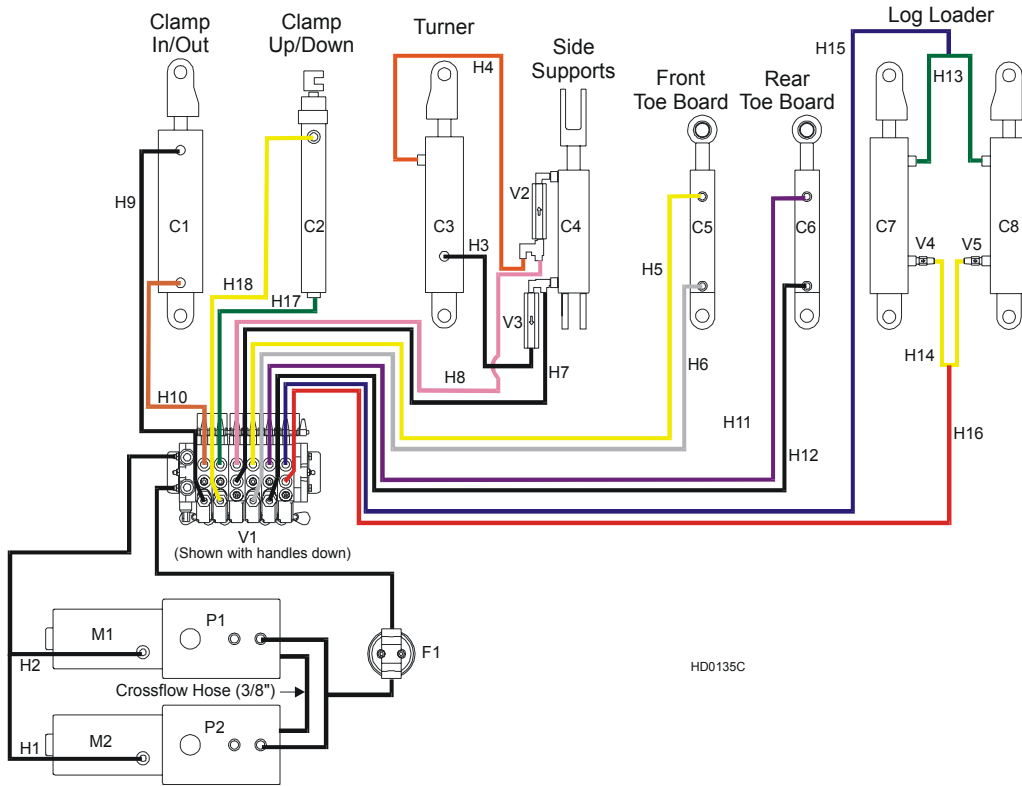 Clamp
In/Out
Clamp
Up/Down
Turner
Side
Supports
Front
Toe Board
Rear
Toe Board
Log Loader
H15
H4
H13
V2
H9
C1
C2
C3
H3
C4
C5
C6
C7
C8
V4
V5
H18
H5
H17
V3
H8
H7
H6
H14
H10
H11
H12
H16
V1
(Shown with handles down)
M1
P1
H2
F1
HD0135C
Crossflow Hose (3/8")
M2
P2
H1